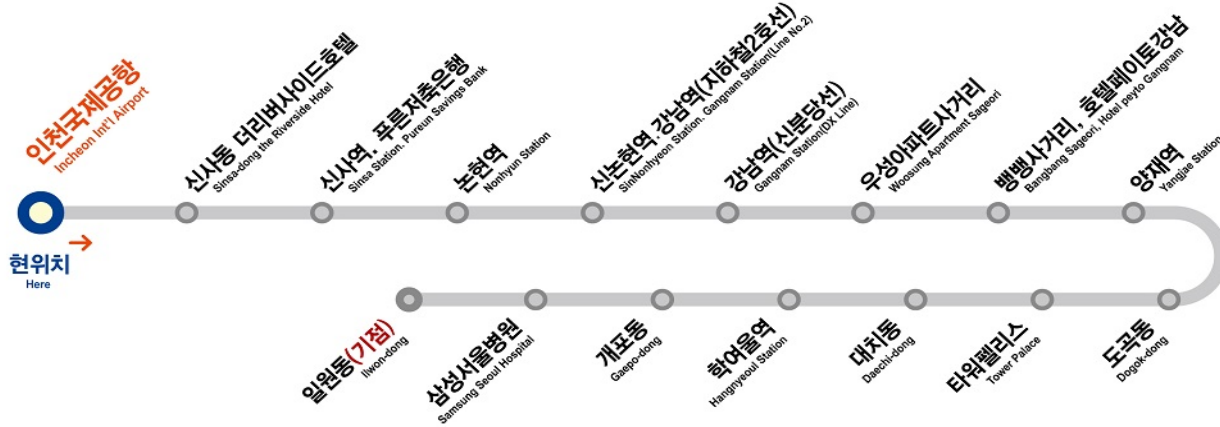 인천국제공항
Incheon Int'l Airport
현위치
Here
신사동 더리버사이드호텔
Sinsa-dong the Riverside Hotel
신사역. 푸른저축은행
Sinsa Station. Pureun Savings Bank
논현역
Nonhyun Station
신논현역.강남역(지하철2호선)
SinNonhyeon Station. Gangnam Station(Line No.2)
강남역(신분당선)
Gangnam Station(DX Line)
우성아파트사거리
Woosung Apartment Sageori
뱅뱅사거리, 호텔페이토강남
Bangbang Sageori, Hotel peyto Gangnam
양재역
Yangjae Station
도곡동
Dogok-dong
타워펠리스
Tower Palace
대치동
Daechi-dong
학여울역
Hangnyeoul Station
개포동
Gaepo-dong
삼성서울병원
Samsung Seoul Hospital
일원동(기점)
Ilwon-dong